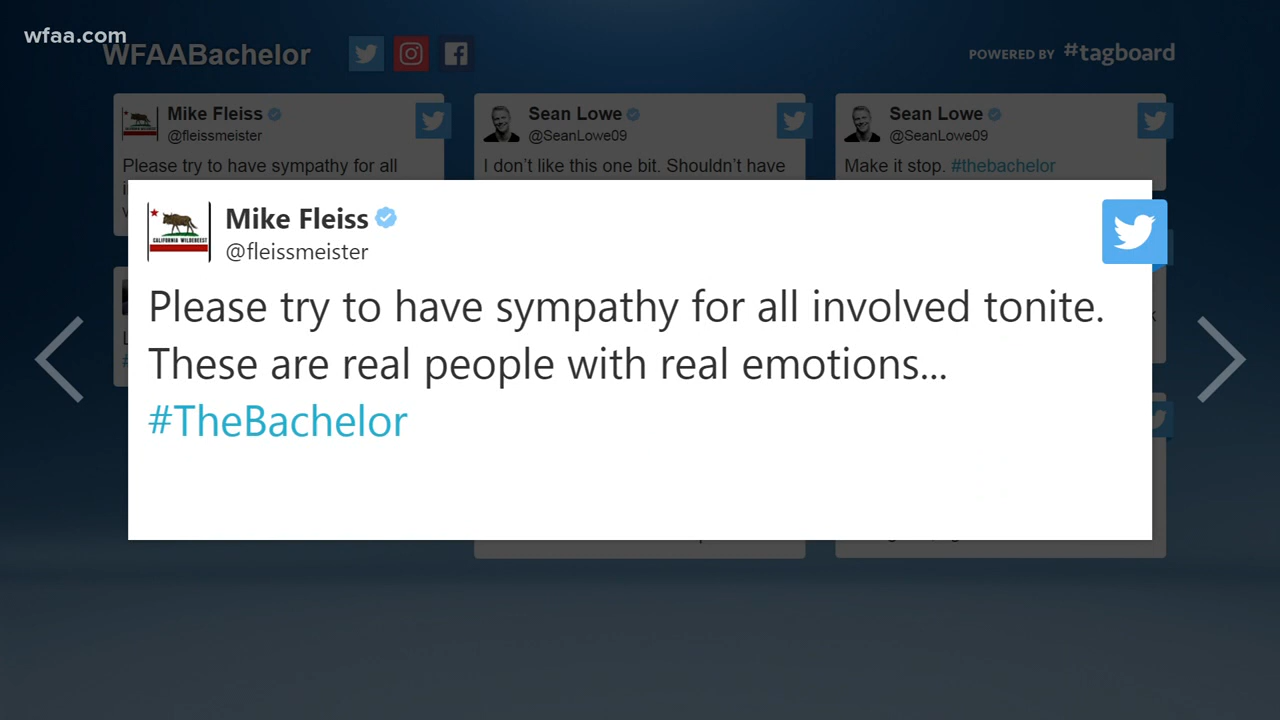 wfaa.com
WFAABachelor
POWERED BY #tagboard
Mike Fleiss
@fleissmeister
Please try to have sympathy for all
Sean Lowe
@SeanLowe09
I don't like this one bit. Shouldn't have
Sean Lowe
@SeanLowe09
Make it stop. #thebachelor
CALIFORNIA WILDEBEEST
Mike Fleiss
@fleissmeister
Please try to have sympathy for all involved tonite.
These are real people with real emotions...
#TheBachelor